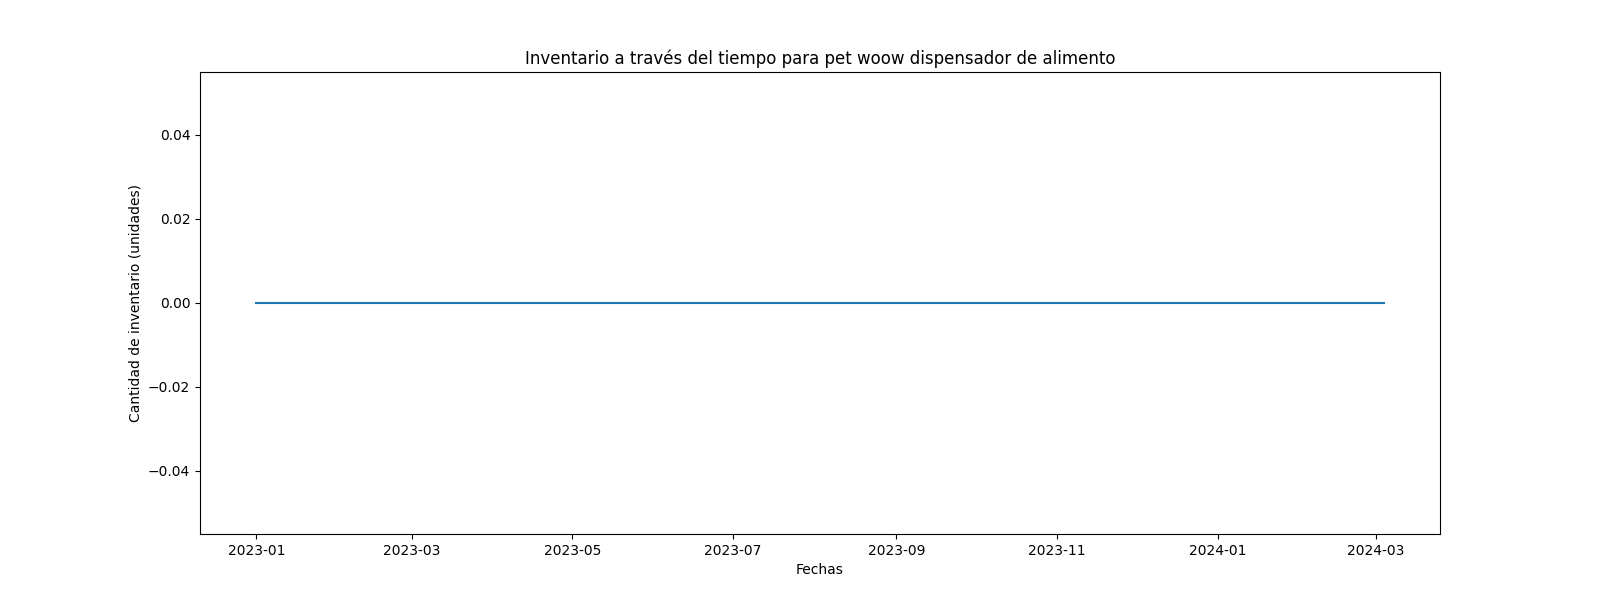 Inventario a través del tiempo para pet woow dispensador de alimento
Cantidad de inventario (unidades)
0.04
0.02
0.00
−0.02
−0.04
2023-01 2023-03 2023-05 2023-07 2023-09 2023-11 2024-01 2024-03
Fechas